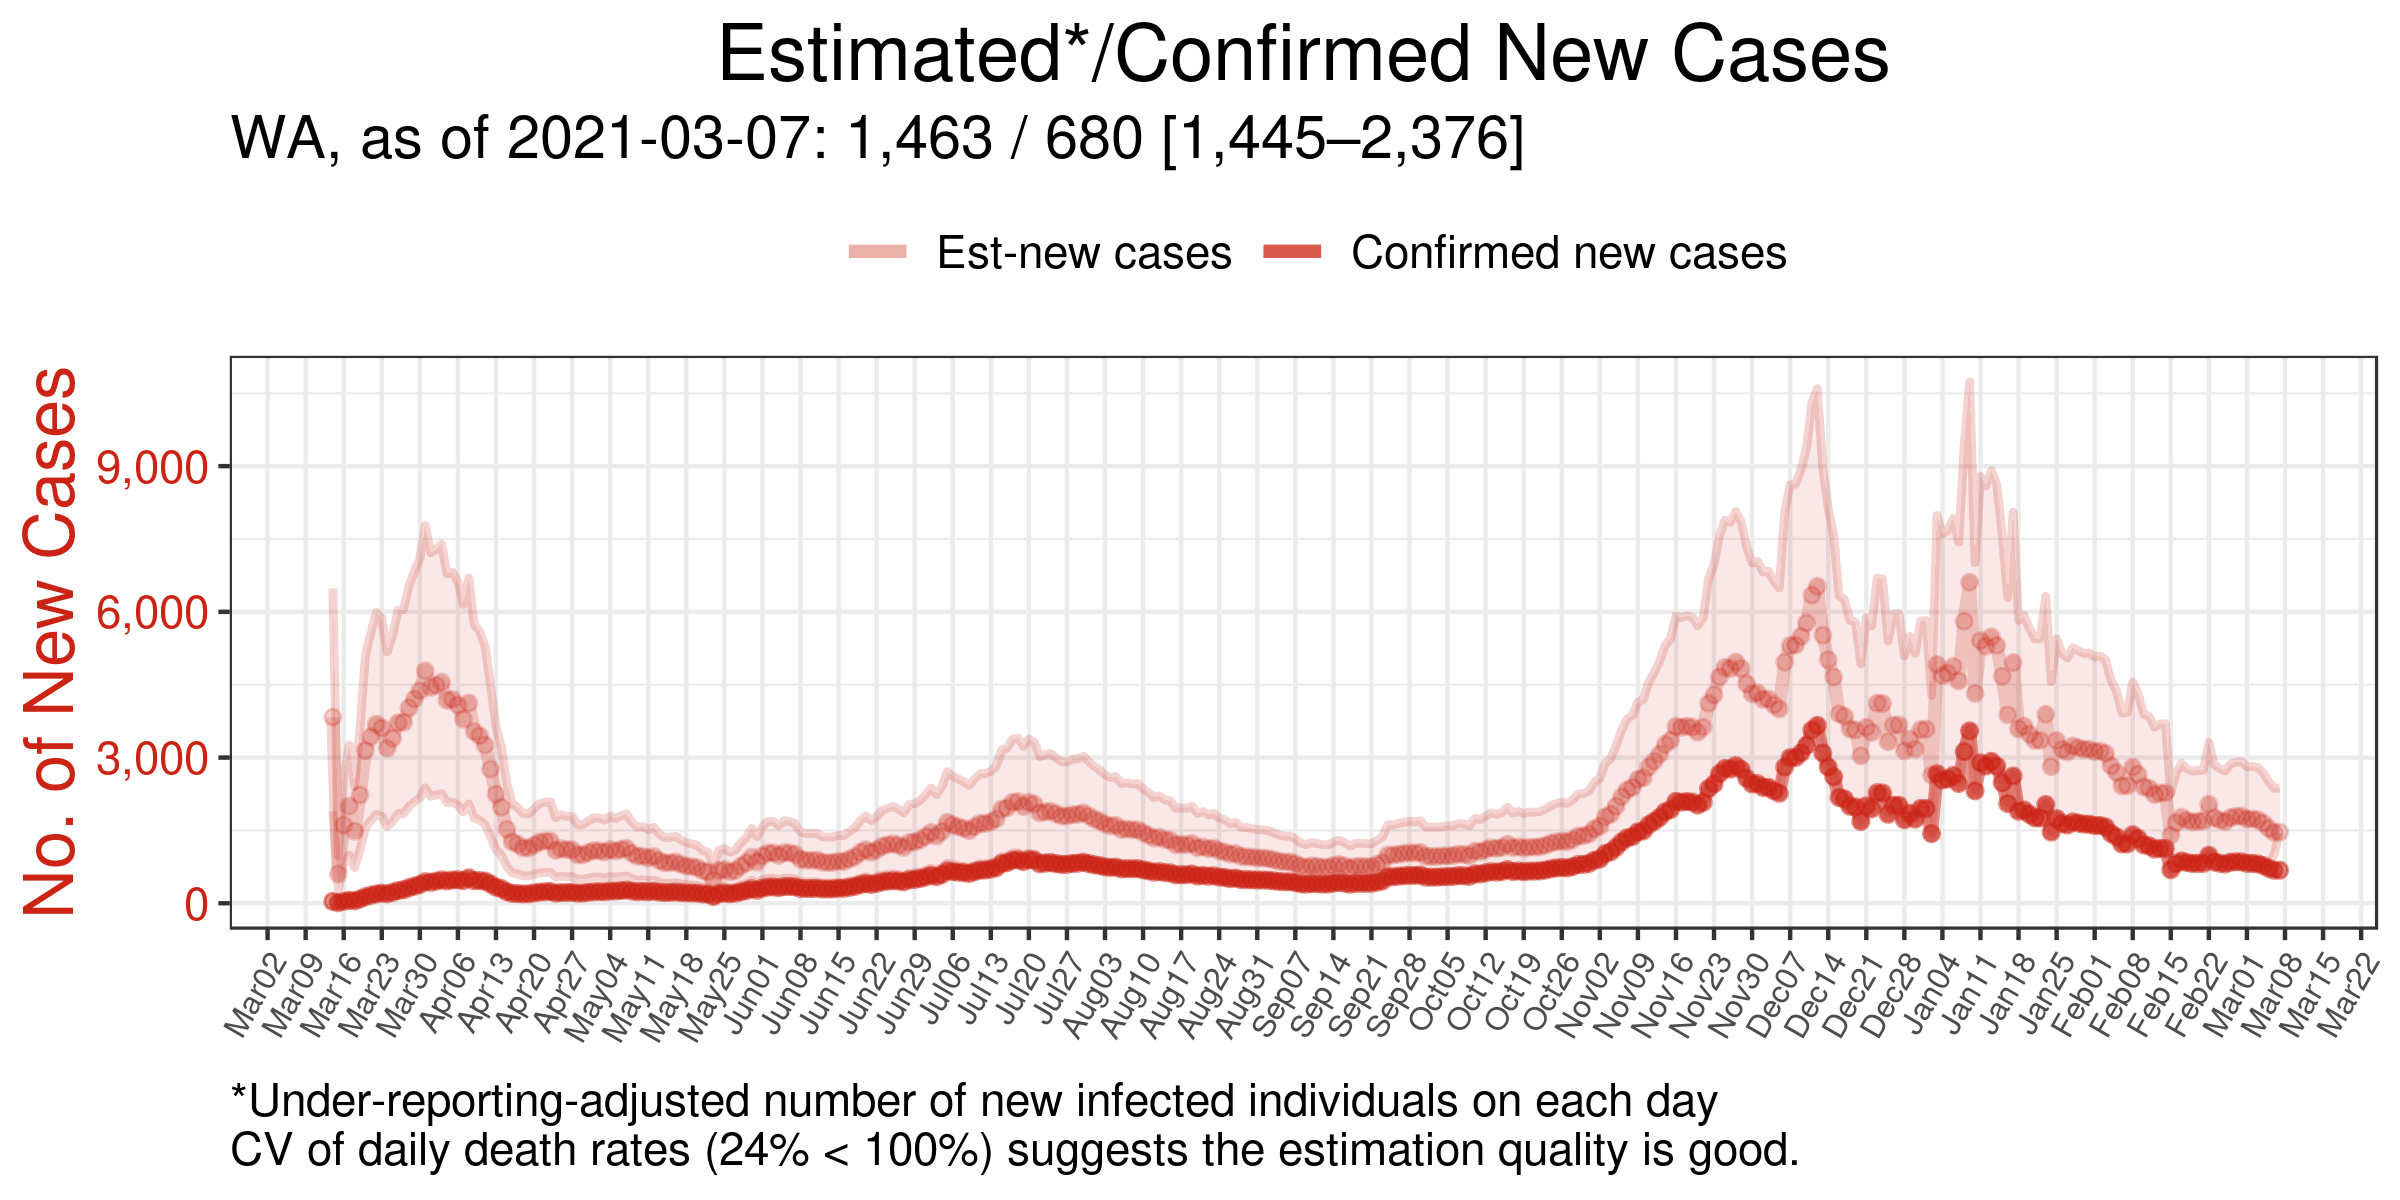 Estimated*/Confirmed New Cases
WA, as of 2021-03-07: 1,463 / 680 [1,445–2,376]
Est-new cases Confirmed new cases
No. of New Cases
9,000
6,000
3,000
0
Mar02 Mar09 Mar16 Mar23 Mar30 Apr06 Apr13 Apr20 Apr27 May04 May11 May18 May25 Jun01 Jun08 Jun15 Jun22 Jun29 Jul06 Jul13 Jul20 Jul27 Aug03 Aug10 Aug17 Aug24 Aug31 Sep07 Sep14 Sep21 Sep28 Oct05 Oct12 Oct19 Oct26 Nov02 Nov09 Nov16 Nov23 Nov30 Dec07 Dec14 Dec21 Dec28 Jan04 Jan11 Jan18 Jan25 Feb01 Feb08 Feb15 Feb22 Mar01 Mar08 Mar15 Mar22
*Under-reporting-adjusted number of new infected individuals on each day
CV of daily death rates (24% < 100%) suggests the estimation quality is good.